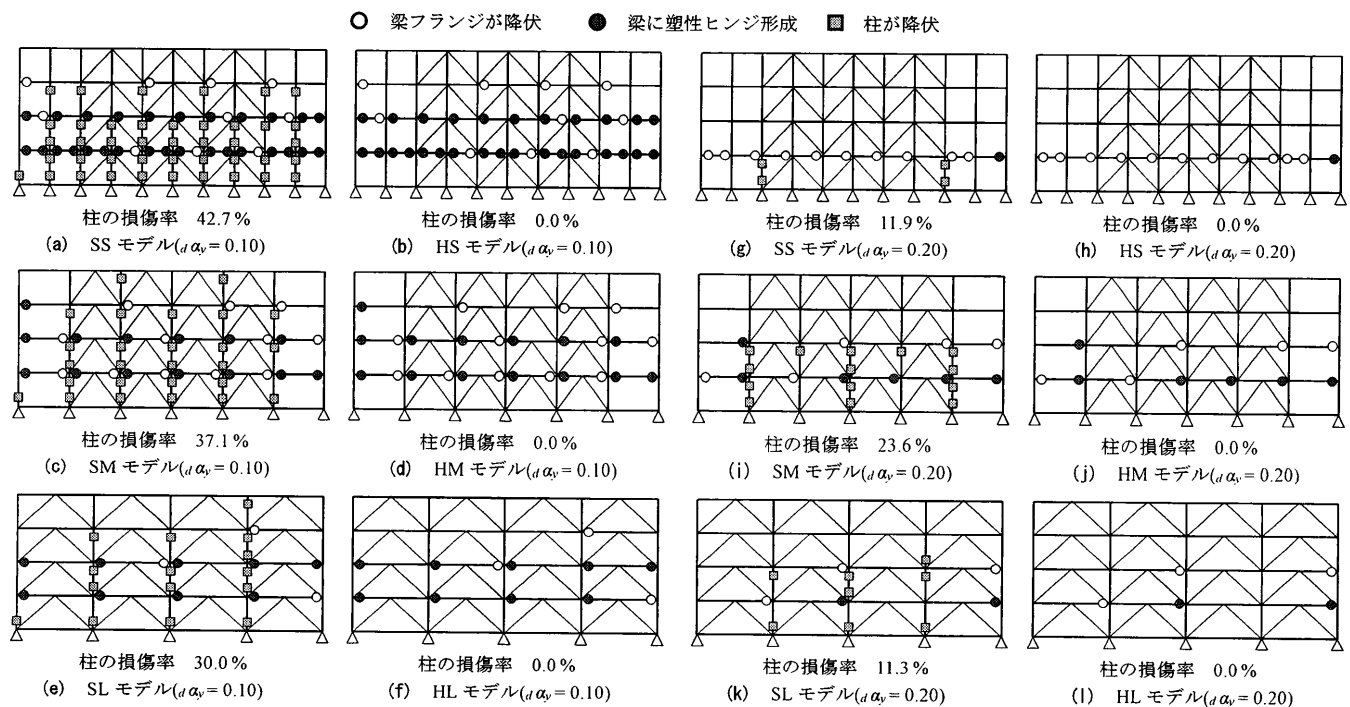 梁フランジが降伏 梁に塑性ヒンジ形成 柱が降伏
柱の損傷率 42.7%
(a) SS モデル(dαy = 0.10)
柱の損傷率 0.0%
(b) HS モデル(dαy = 0.10)
柱の損傷率 11.9%
(g) SS モデル(dαy = 0.20)
柱の損傷率 0.0%
(h) HS モデル(dαy = 0.20)
柱の損傷率 37.1%
(c) SM モデル(dαy = 0.10)
柱の損傷率 0.0%
(d) HM モデル(dαy = 0.10)
柱の損傷率 23.6%
(i) SM モデル(dαy = 0.20)
柱の損傷率 0.0%
(j) HM モデル(dαy = 0.20)
柱の損傷率 30.0%
(e) SL モデル(dαy = 0.10)
柱の損傷率 0.0%
(f) HL モデル(dαy = 0.10)
柱の損傷率 11.3%
(k) SL モデル(dαy = 0.20)
柱の損傷率 0.0%
(l) HL モデル(dαy = 0.20)